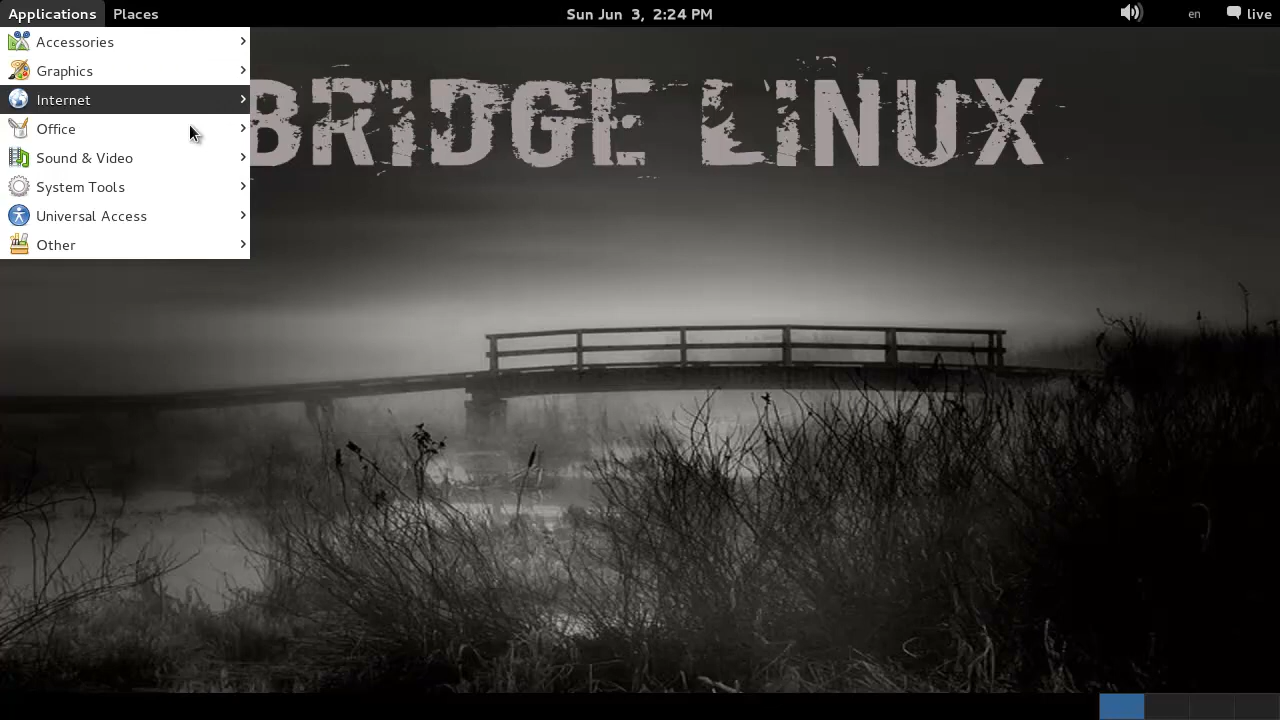 Applications Places Sun Jun 3, 2:24 PM en live
Accessories
Graphics
Internet
Office
Sound & Video
System Tools
Universal Access
Other
BRIDGE LINUX